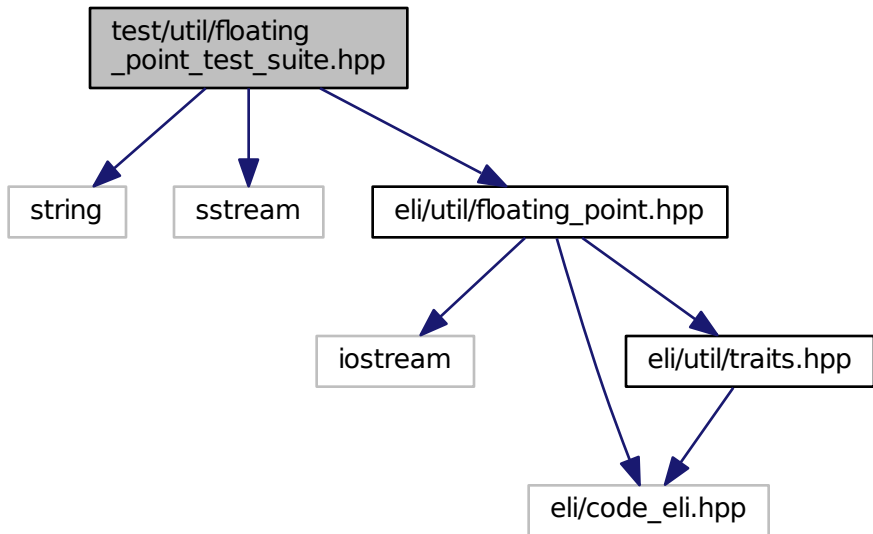 test/util/floating
_point_test_suite.hpp
string
sstream
eli/util/floating_point.hpp
iostream
eli/util/traits.hpp
eli/code_eli.hpp